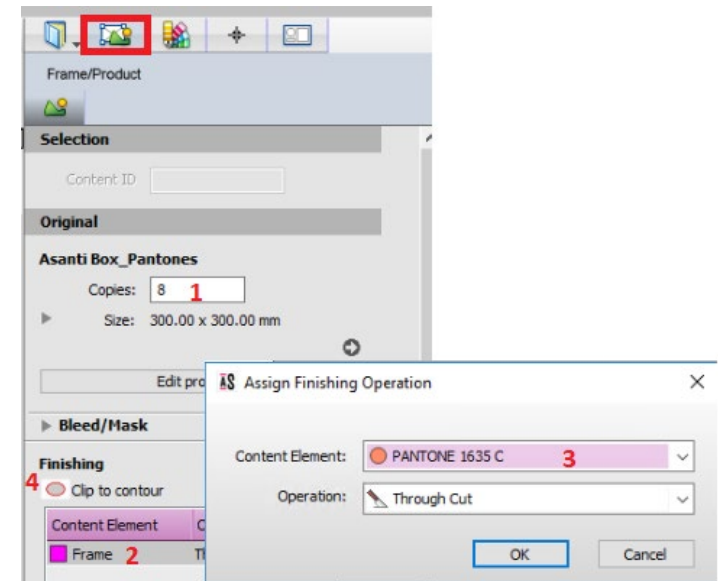 Frame/Product
Selection
Content ID
Original
Asanti Box_Pantones
Copies: 8 1
Size: 300.00 x 300.00 mm
Edit pro
AS Assign Finishing Operation
Bleed/Mask
Content Element: PANTONE 1635 C 3
Finishing
4 Clip to contour
Operation: Through Cut
Content Element C
Frame 2 Th
OK Cancel